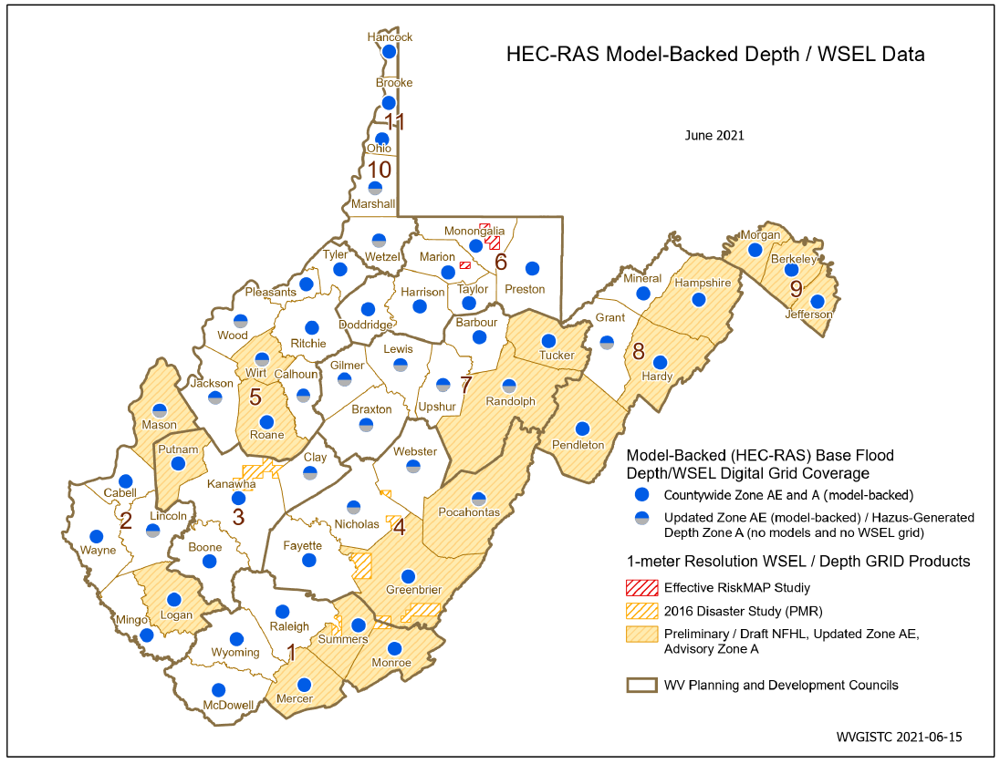 HEC-RAS Model-Backed Depth / WSEL Data
June 2021
Hancock
Brooke
11
Ohio
10
Marshall
Wetzel
Monongalia
Marion
6
Preston
Taylor
Tyler
Pleasants
Harrison
Doddridge
Ritchie
Wood
Barbour
Tucker
Mineral
Hampshire
Grant
8
Hardy
Morgan
Berkeley
9
Jefferson
Wirt
Calhoun
Gilmer
Lewis
Upshur
7
Randolph
Pendleton
Jackson
5
Roane
Braxton
Mason
Putnam
Kanawha
Clay
Webster
Pocahontas
Cabell
2
Lincoln
3
Nicholas
4
Wayne
Boone
Fayette
Greenbrier
Mingo
Logan
Raleigh
Summers
Wyoming
1
Monroe
McDowell
Mercer
Model-Backed (HEC-RAS) Base Flood
Depth/WSEL Digital Grid Coverage
Countywide Zone AE and A (model-backed)
Updated Zone AE (model-backed) / Hazus-Generated
Depth Zone A (no models and no WSEL grid)
1-meter Resolution WSEL / Depth GRID Products
Effective RiskMAP Studiy
2016 Disaster Study (PMR)
Preliminary / Draft NFHL, Updated Zone AE,
Advisory Zone A
WV Planning and Development Councils
WVGISTC 2021-06-15